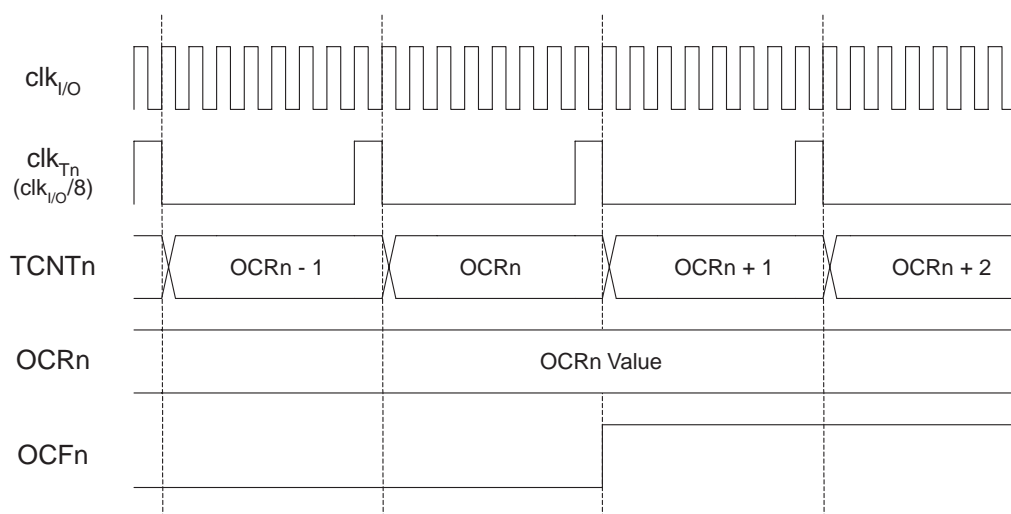 clkI/O
clkTn
(clkI/O/8)
TCNTn
OCRn - 1
OCRn
OCRn + 1
OCRn + 2
OCRn
OCRn Value
OCFn